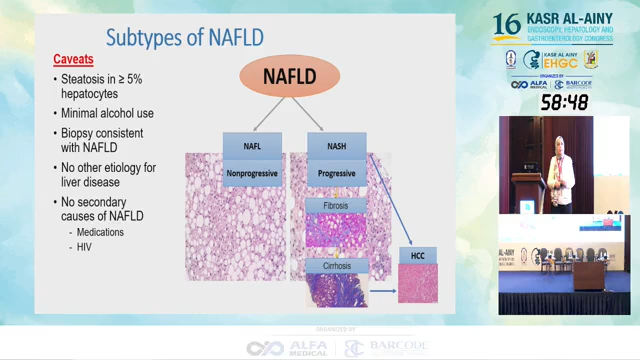 Subtypes of NAFLD
Caveats
• Steatosis in ≥ 5%
hepatocytes
• Minimal alcohol use
• Biopsy consistent
with NAFLD
• No other etiology for
liver disease
• No secondary
causes of NAFLD
- Medications
- HIV
NAFLD
NAFL
Nonprogressive
NASH
Progressive
Fibrosis
Cirrhosis
HCC
16 KASR AL-AINY
ENDOSCOPY, HEPATOLOGY AND
GASTROENTEROLOGY CONGRESS
KASR AL-AINY
EHGC
ORGANIZED BY
ALFA MEDICAL
BARCODE
58:48
ORGANIZED BY
ALFA MEDICAL
BARCODE